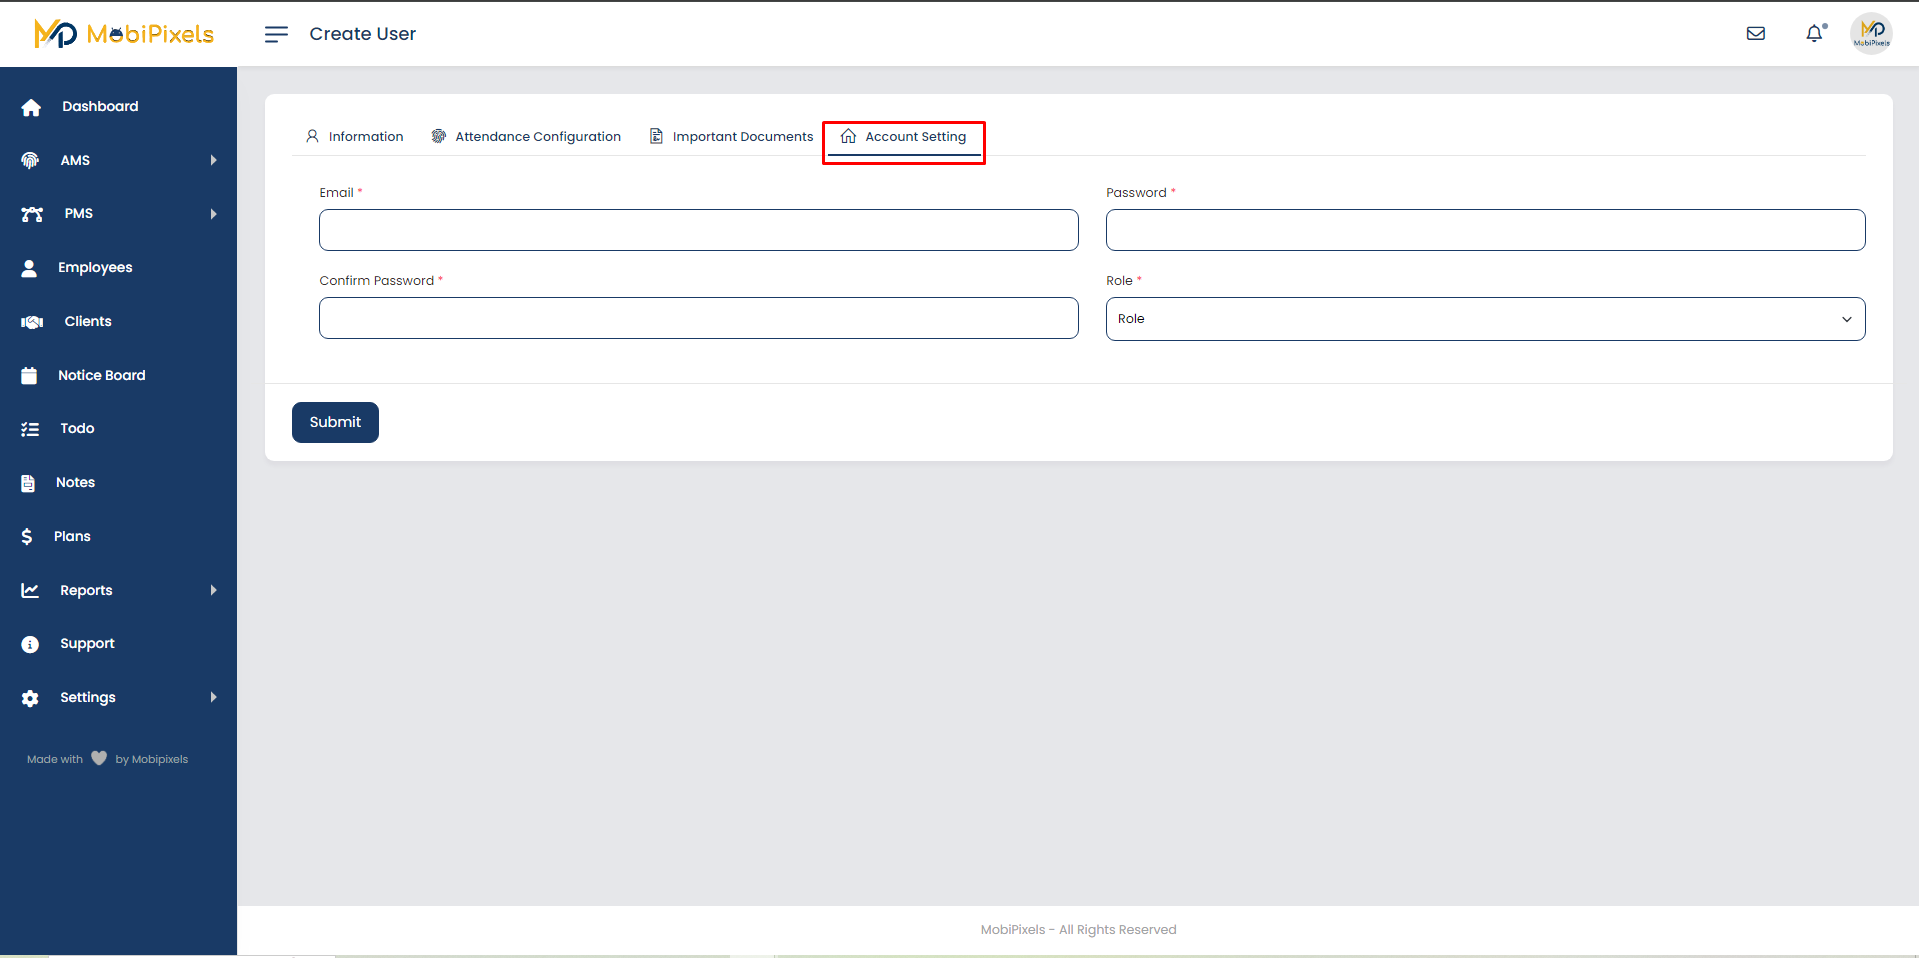 MobiPixels
Create User
MobiPixels
Dashboard
AMS
PMS
Employees
Clients
Notice Board
Todo
Notes
Plans
Reports
Support
Settings
Made with by Mobipixels
Information
Attendance Configuration
Important Documents
Account Setting
Email *
Password *
Confirm Password *
Role *
Role
Submit
MobiPixels - All Rights Reserved